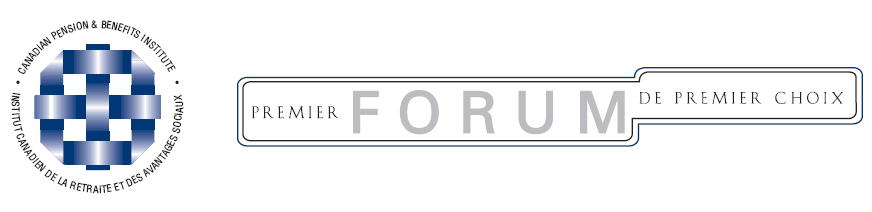 • CANADIAN PENSION & BENEFITS INSTITUTE •
INSTITUT CANADIEN DE LA RETRAITE ET DES AVANTAGES SOCIAUX
PREMIER FORUM DE PREMIER CHOIX